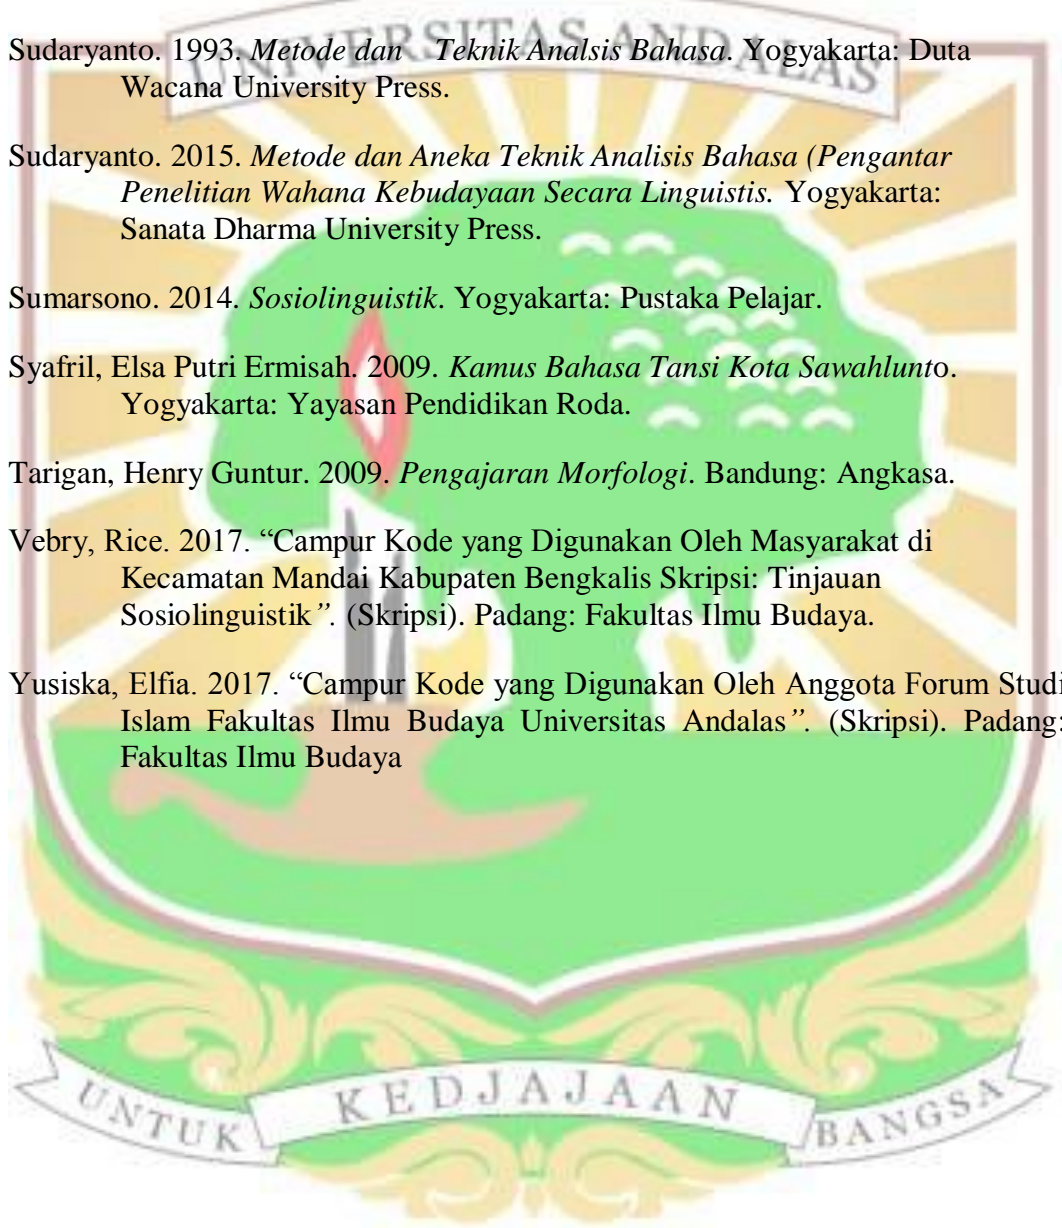 UNIVERSITAS ANDALAS
Sudaryanto. 1993. Metode dan Teknik Analsis Bahasa. Yogyakarta: Duta
Wacana University Press.
Sudaryanto. 2015. Metode dan Aneka Teknik Analisis Bahasa (Pengantar
Penelitian Wahana Kebudayaan Secara Linguistis. Yogyakarta:
Sanata Dharma University Press.
Sumarsono. 2014. Sosiolinguistik. Yogyakarta: Pustaka Pelajar.
Syafril, Elsa Putri Ermisah. 2009. Kamus Bahasa Tansi Kota Sawahlunto.
Yogyakarta: Yayasan Pendidikan Roda.
Tarigan, Henry Guntur. 2009. Pengajaran Morfologi. Bandung: Angkasa.
Vebry, Rice. 2017. “Campur Kode yang Digunakan Oleh Masyarakat di
Kecamatan Mandai Kabupaten Bengkalis Skripsi: Tinjauan
Sosiolinguistik”. (Skripsi). Padang: Fakultas Ilmu Budaya.
Yusiska, Elfia. 2017. “Campur Kode yang Digunakan Oleh Anggota Forum Studi
Islam Fakultas Ilmu Budaya Universitas Andalas”. (Skripsi). Padang:
Fakultas Ilmu Budaya
UNTUK KEDJAJAAN BANGSA